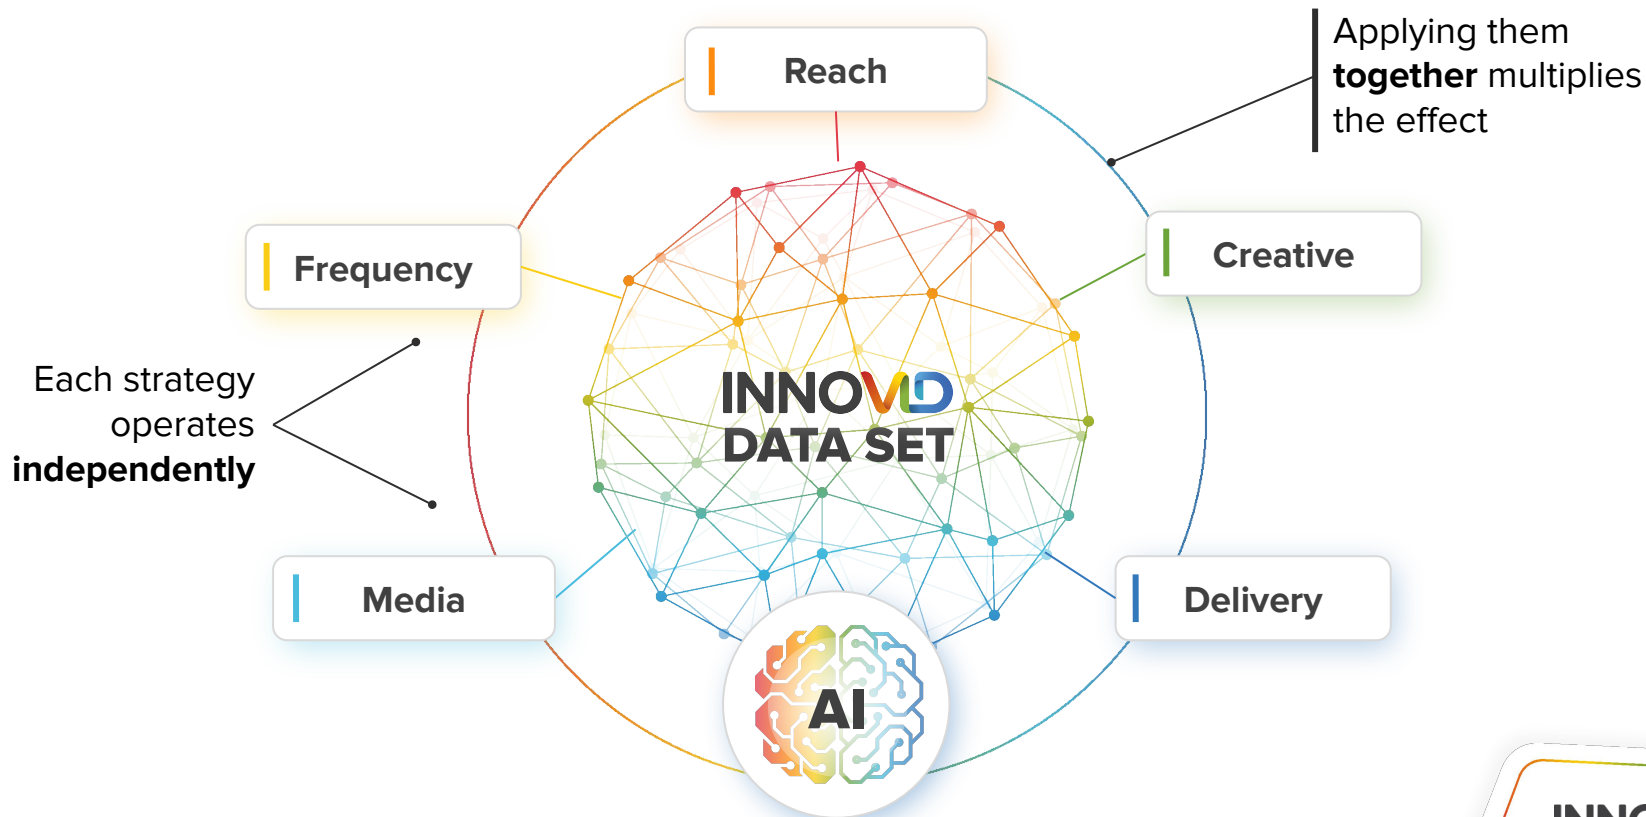 Applying them
together multiplies
the effect
Reach
Frequency
Creative
Each strategy
operates
independently
INNOVID
DATA SET
Media
Delivery
AI